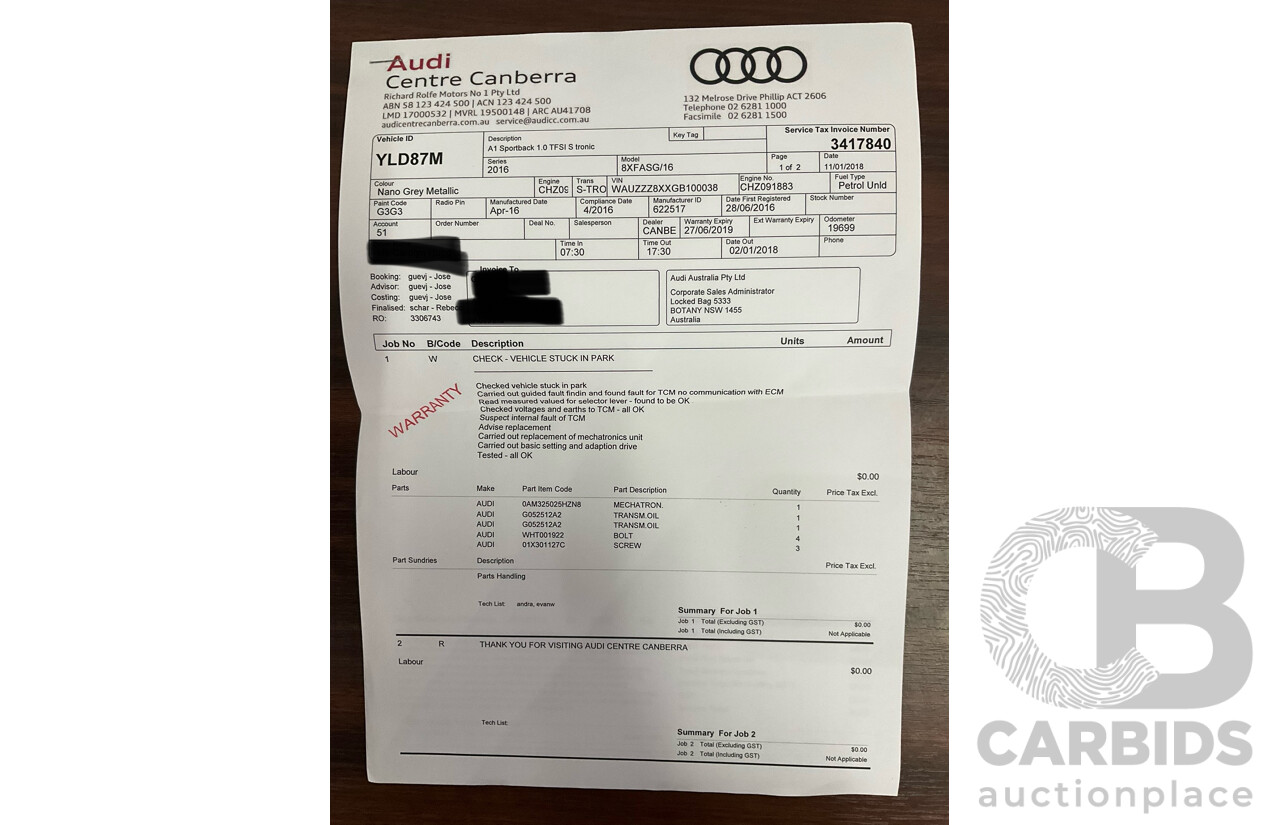 Audi
Centre Canberra
Richard Rolfe Motors No 1 Pty Ltd
ABN 58 123 424 500 | ACN 123 424 500
LMD 17000532 | MVRL 19500148 | ARC AU41708
audicentrecanberra.com.au service@audicc.com.au
132 Melrose Drive Phillip ACT 2606
Telephone 02 6281 1000
Facsimile 02 6281 1500
Vehicle ID Description Key Tag Service Tax Invoice Number
YLD87M A1 Sportback 1.0 TFSI S tronic 3417840
Series Model Page Date
2016 8XFASG/16 1 of 2 11/01/2018
Colour Engine Trans VIN Engine No. Fuel Type
Nano Grey Metallic CHZ09 S-TRO WAUZZZ8XXGB100038 CHZ091883 Petrol Unld
Paint Code Radio Pin Manufactured Date Compliance Date Manufacturer ID Date First Registered Stock Number
G3G3 Apr-16 4/2016 622517 28/06/2016
Account Order Number Deal No. Salesperson Dealer Warranty Expiry Ext Warranty Expiry Odometer
51 CANBE 27/06/2019 19699
Time In Time Out Date Out Phone
07:30 17:30 02/01/2018
Invoice To
Booking: guevj - Jose
Advisor: guevj - Jose
Costing: guevj - Jose
Finalised: schar - Rebec
RO: 3306743
Audi Australia Pty Ltd
Corporate Sales Administrator
Locked Bag 5333
BOTANY NSW 1455
Australia
Job No B/Code Description Units Amount
1 W CHECK - VEHICLE STUCK IN PARK
WARRANTY
Checked vehicle stuck in park
Carried out guided fault findin and found fault for TCM no communication with ECM
Read measured valued for selector lever - found to be OK
Checked voltages and earths to TCM - all OK
Suspect internal fault of TCM
Advise replacement
Carried out replacement of mechatronics unit
Carried out basic setting and adaption drive
Tested - all OK
Labour $0.00
Parts Make Part Item Code Part Description Quantity Price Tax Excl.
AUDI 0AM325025HZN8 MECHATRON. 1
AUDI G052512A2 TRANSM.OIL 1
AUDI G052512A2 TRANSM.OIL 1
AUDI WHT001922 BOLT 4
AUDI 01X301127C SCREW 3
Part Sundries Description Price Tax Excl.
Parts Handling
Tech List: andra, evanw
Summary For Job 1
Job 1 Total (Excluding GST) $0.00
Job 1 Total (Including GST) Not Applicable
2 R THANK YOU FOR VISITING AUDI CENTRE CANBERRA
Labour $0.00
Tech List:
Summary For Job 2
Job 2 Total (Excluding GST) $0.00
Job 2 Total (Including GST) Not Applicable
CB
CARBIDS
auctionplace